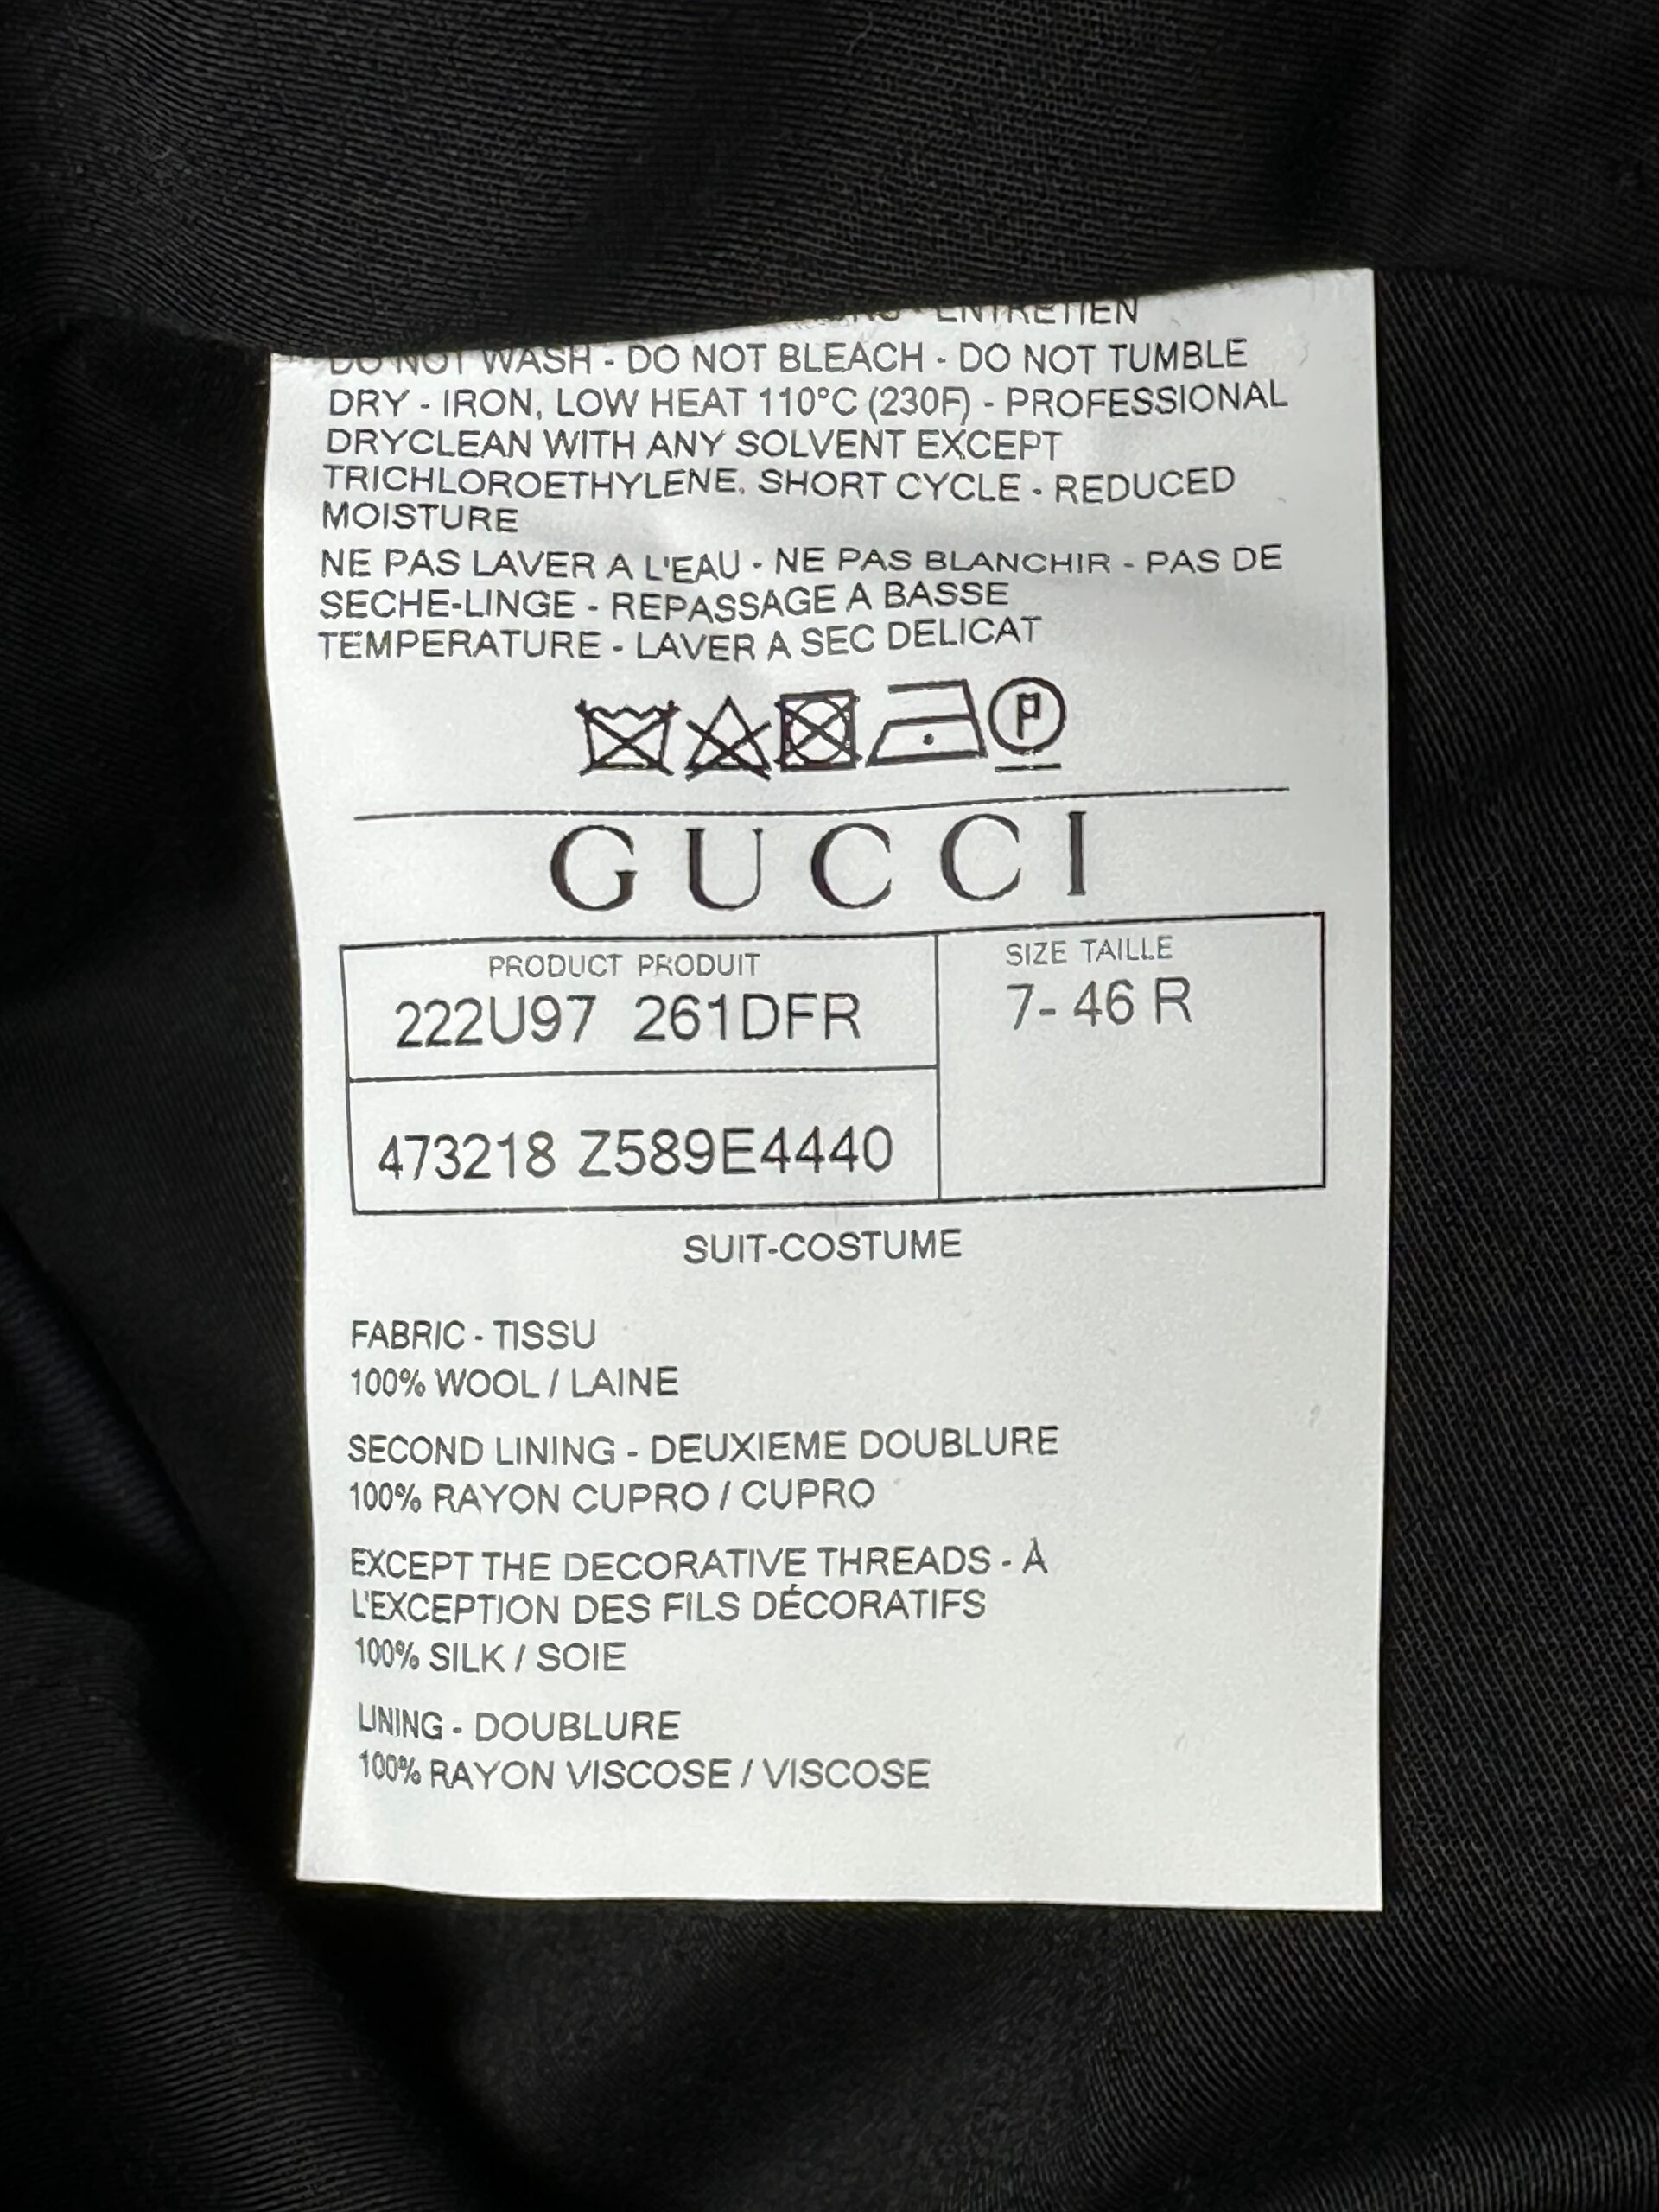 ENTRETIEN
DO NOT WASH - DO NOT BLEACH - DO NOT TUMBLE
DRY - IRON, LOW HEAT 110°C (230F) - PROFESSIONAL
DRYCLEAN WITH ANY SOLVENT EXCEPT
TRICHLOROETHYLENE, SHORT CYCLE - REDUCED
MOISTURE
NE PAS LAVER A L'EAU - NE PAS BLANCHIR - PAS DE
SECHE-LINGE - REPASSAGE A BASSE
TEMPERATURE - LAVER A SEC DELICAT
P
GUCCI
PRODUCT PRODUIT
222U97 261DFR
SIZE TAILLE
7- 46 R
473218 Z589E4440
SUIT-COSTUME
FABRIC - TISSU
100% WOOL / LAINE
SECOND LINING - DEUXIEME DOUBLURE
100% RAYON CUPRO / CUPRO
EXCEPT THE DECORATIVE THREADS - À
L'EXCEPTION DES FILS DÉCORATIFS
100% SILK / SOIE
LINING - DOUBLURE
100% RAYON VISCOSE / VISCOSE